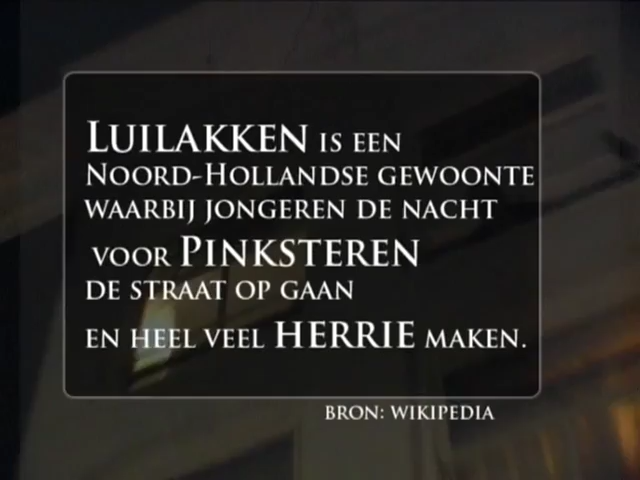 Luilakken is een
Noord-Hollandse gewoonte
waarbij jongeren de nacht
voor Pinksteren
de straat op gaan
en heel veel herrie maken.
Bron: Wikipedia